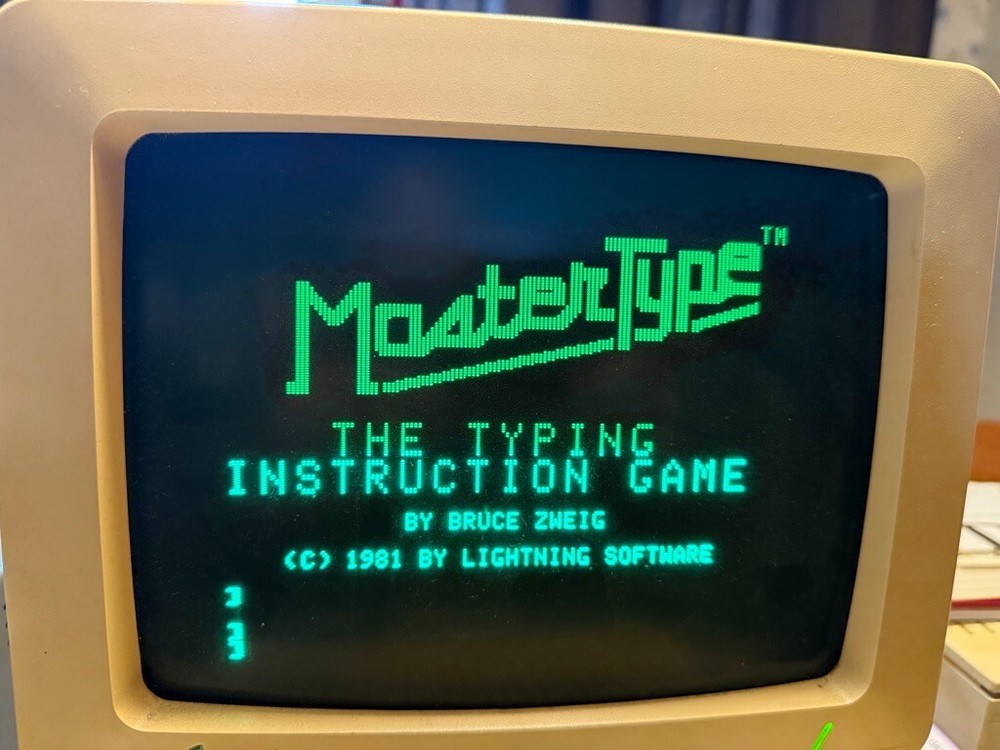 MasterType™
THE TYPING
INSTRUCTION GAME
BY BRUCE ZWEIG
(C) 1981 BY LIGHTNING SOFTWARE
]
]
]